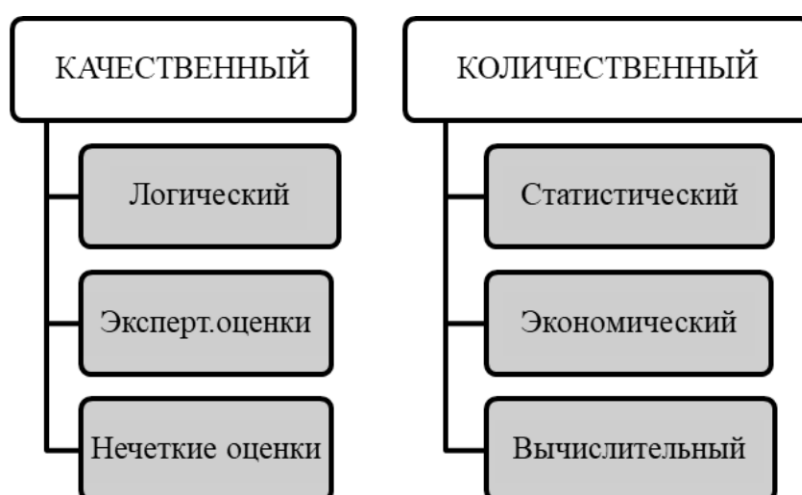 КАЧЕСТВЕННЫЙ
Логический
Эксперт.оценки
Нечеткие оценки
КОЛИЧЕСТВЕННЫЙ
Статистический
Экономический
Вычислительный